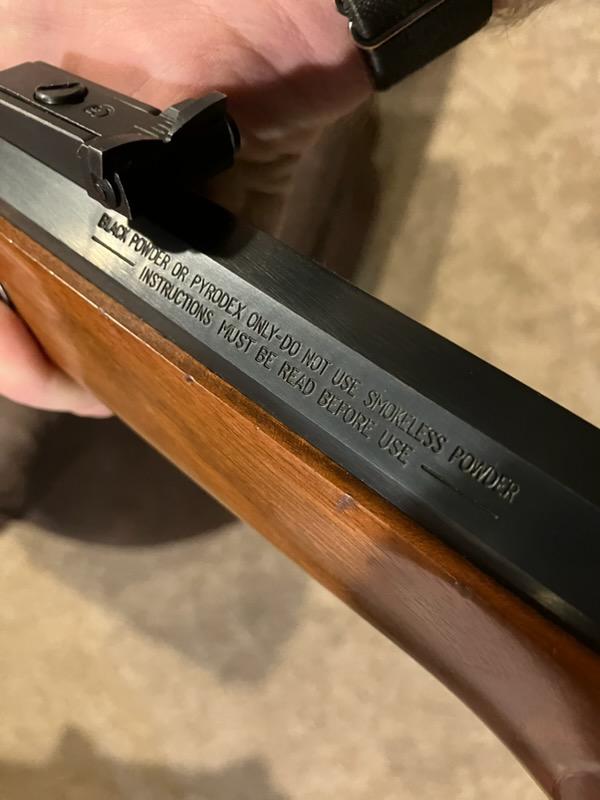 BLACK POWDER OR PYRODEX ONLY-DO NOT USE SMOKELESS POWDER
INSTRUCTIONS MUST BE READ BEFORE USE